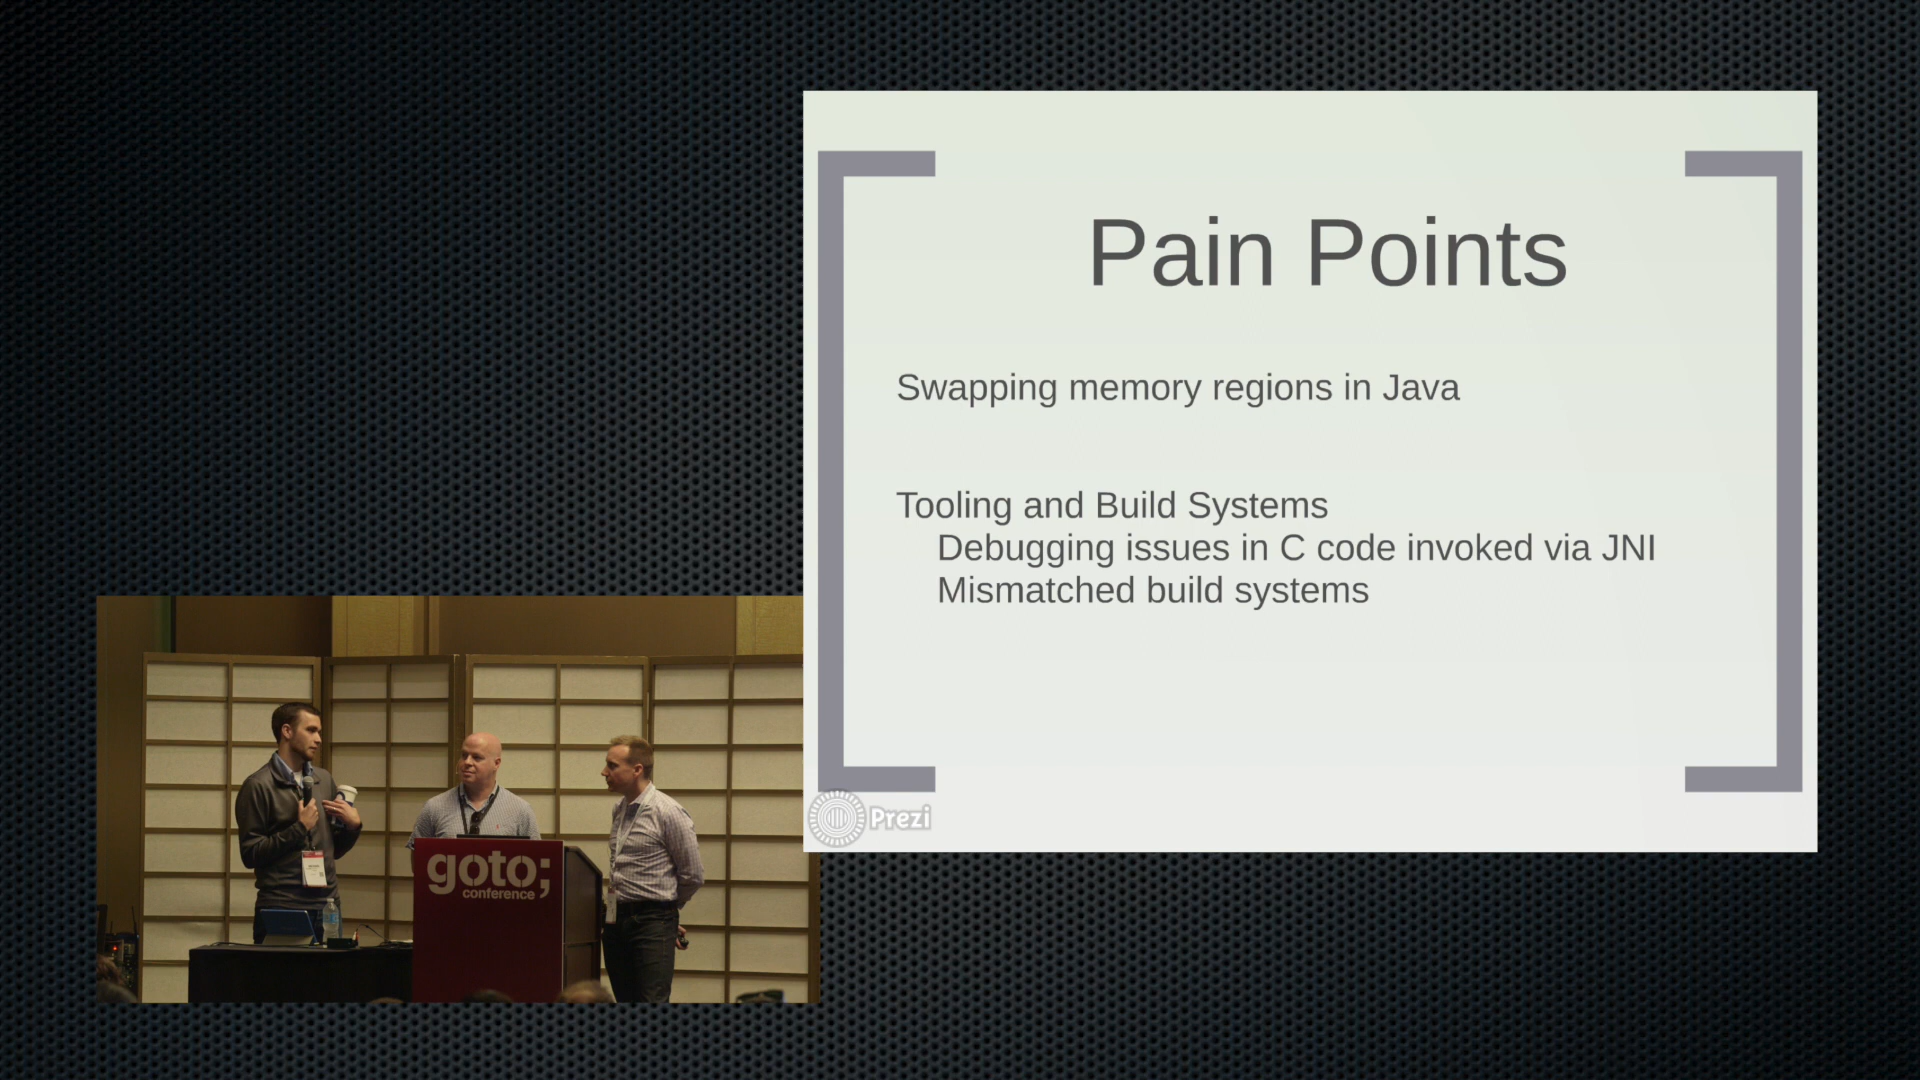 Pain Points
Swapping memory regions in Java
Tooling and Build Systems
Debugging issues in C code invoked via JNI
Mismatched build systems
Prezi
goto;
conference